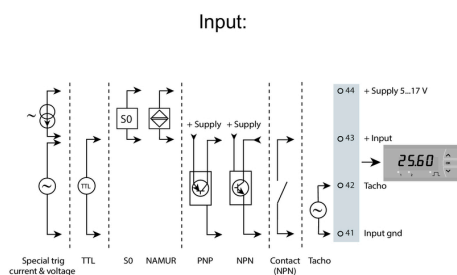 Input:
44 + Supply 5...17 V
S0
+ Supply + Supply
43 + Input
25.60
TTL
42 Tacho
41 Input gnd
Special trig
current & voltage
TTL
S0
NAMUR
PNP
NPN
Contact
(NPN)
Tacho